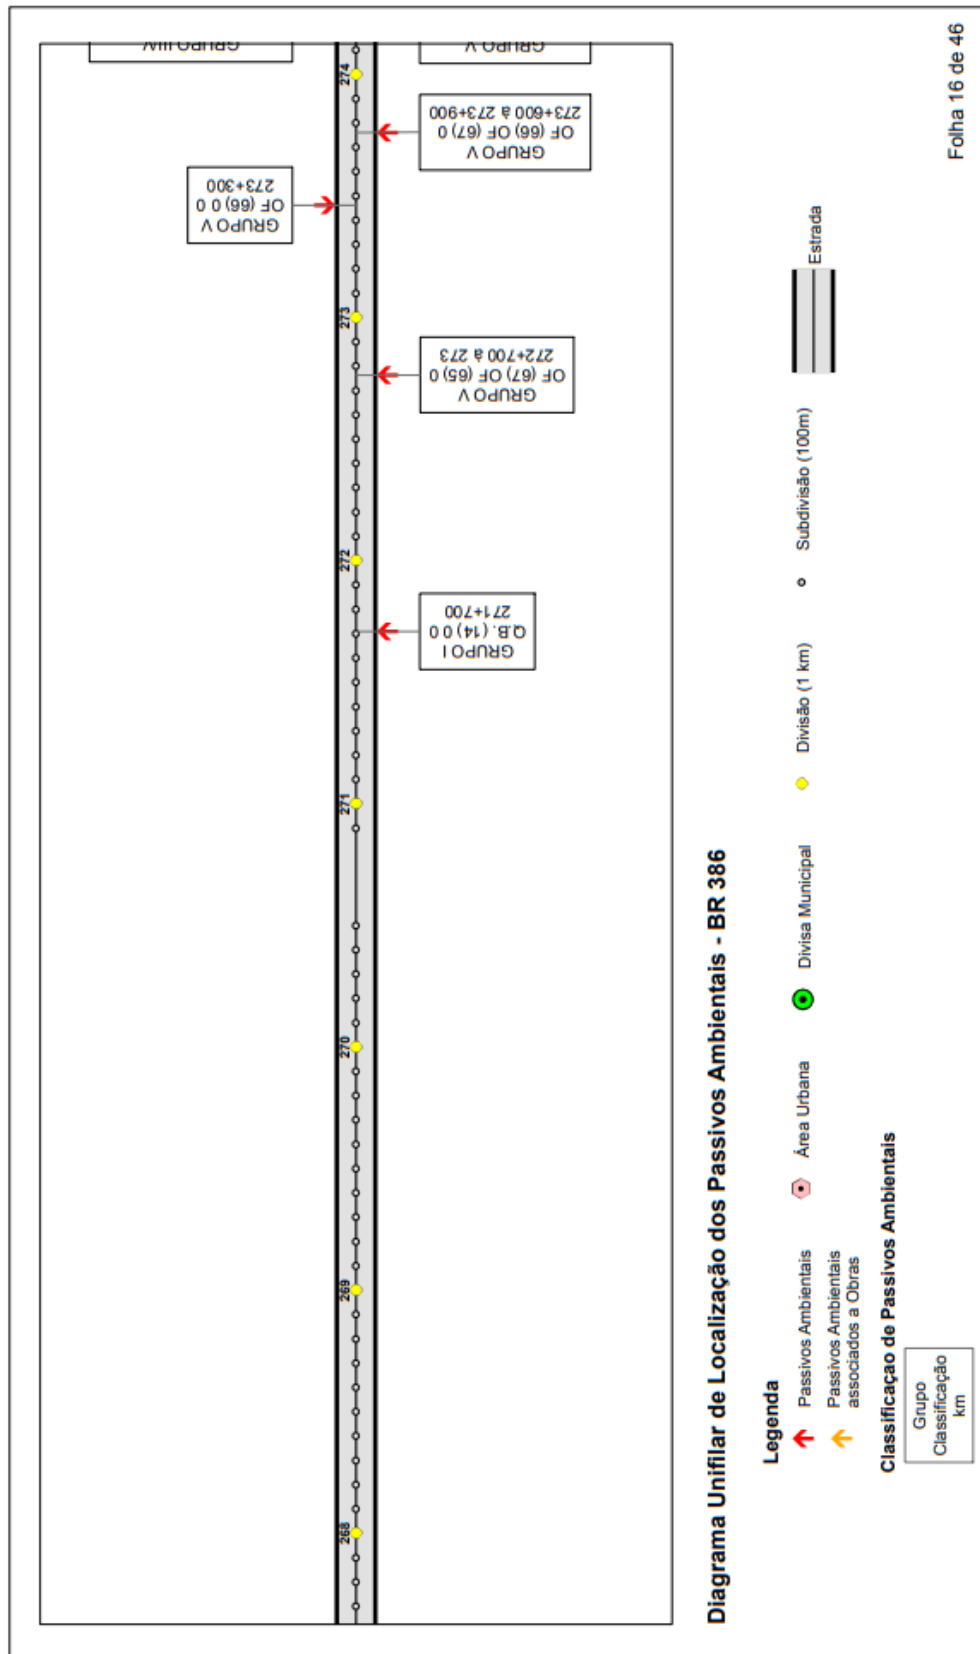 GRUPO V
GRUPO V
OF (66) 0 0
273+300
GRUPO V
OF (66) OF (67) 0
273+600 à 273+900
GRUPO V
OF (67) OF (65) 0
272+700 à 273
GRUPO I
Q.B. (14) 0 0
271+700
268
269
270
271
272
273
274
Diagrama Unifilar de Localização dos Passivos Ambientais - BR 386
Legenda
Passivos Ambientais
Passivos Ambientais
associados a Obras
Área Urbana
Divisa Municipal
Divisão (1 km)
Subdivisão (100m)
Estrada
Classificaçao de Passivos Ambientais
Grupo
Classificação
km
Folha 16 de 46